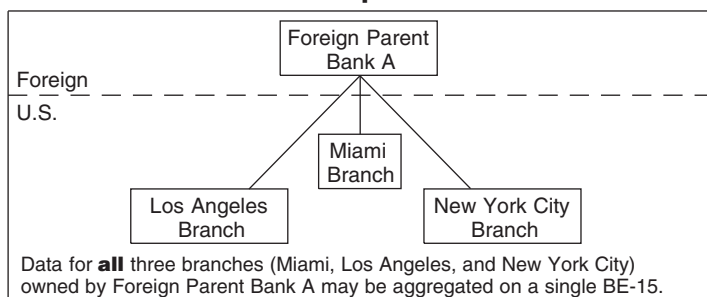 Foreign Parent
Bank A
Foreign
U.S.
Miami
Branch
Los Angeles
Branch
New York City
Branch
Data for all three branches (Miami, Los Angeles, and New York City)
owned by Foreign Parent Bank A may be aggregated on a single BE-15.